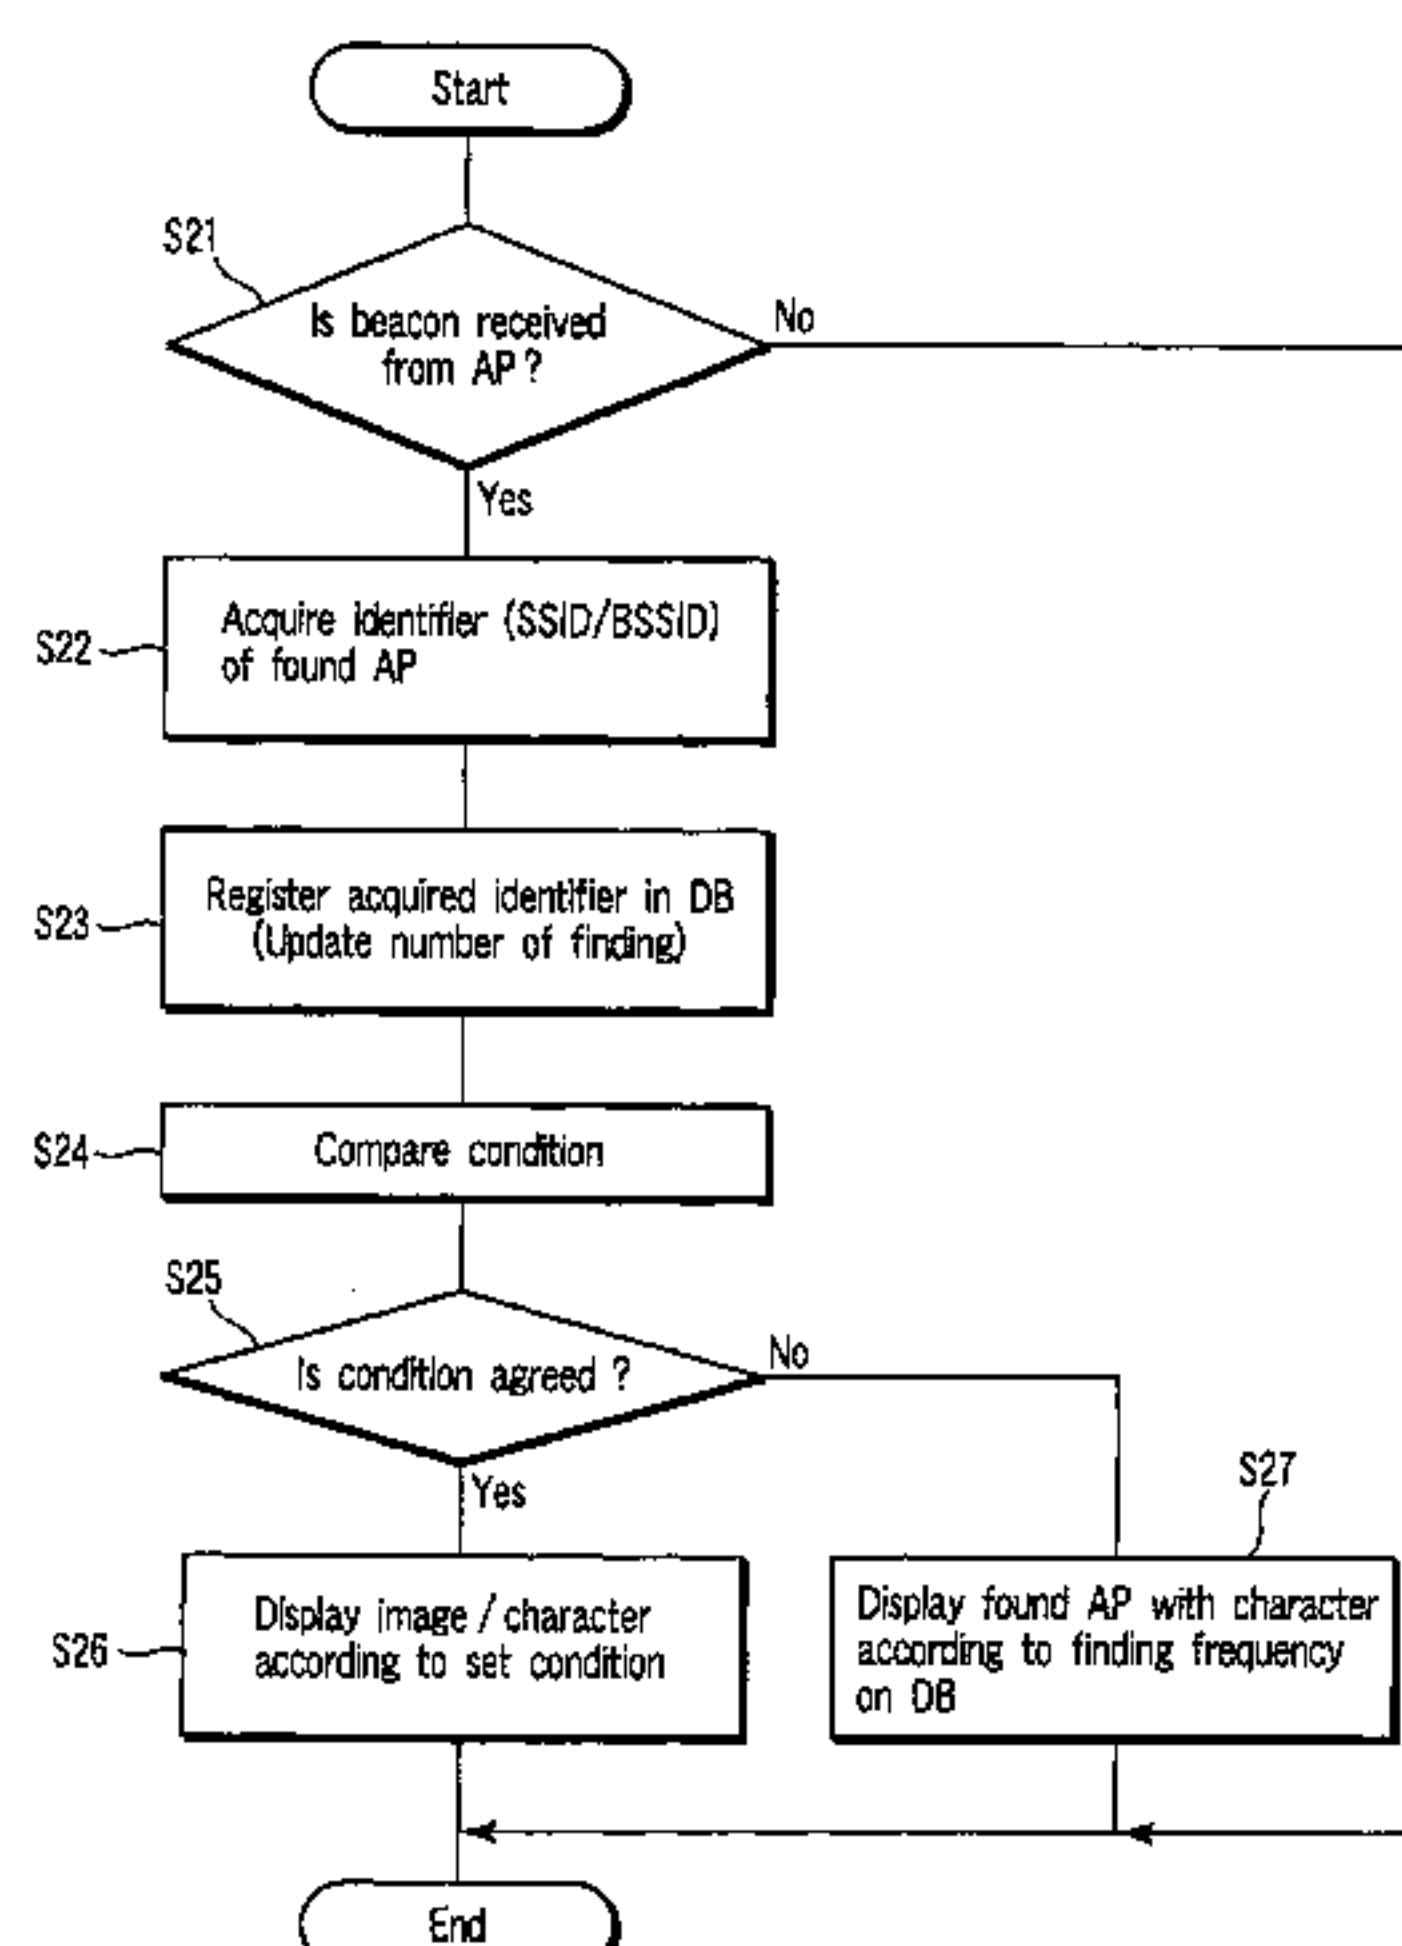 Start
S21
Is beacon received
from AP?
No
Yes
S22
Acquire identifier (SSID/BSSID)
of found AP
S23
Register acquired identifier in DB
(Update number of finding)
S24
Compare condition
S25
Is condition agreed ?
No
Yes
S26
Display image / character
according to set condition
S27
Display found AP with character
according to finding frequency
on DB
End